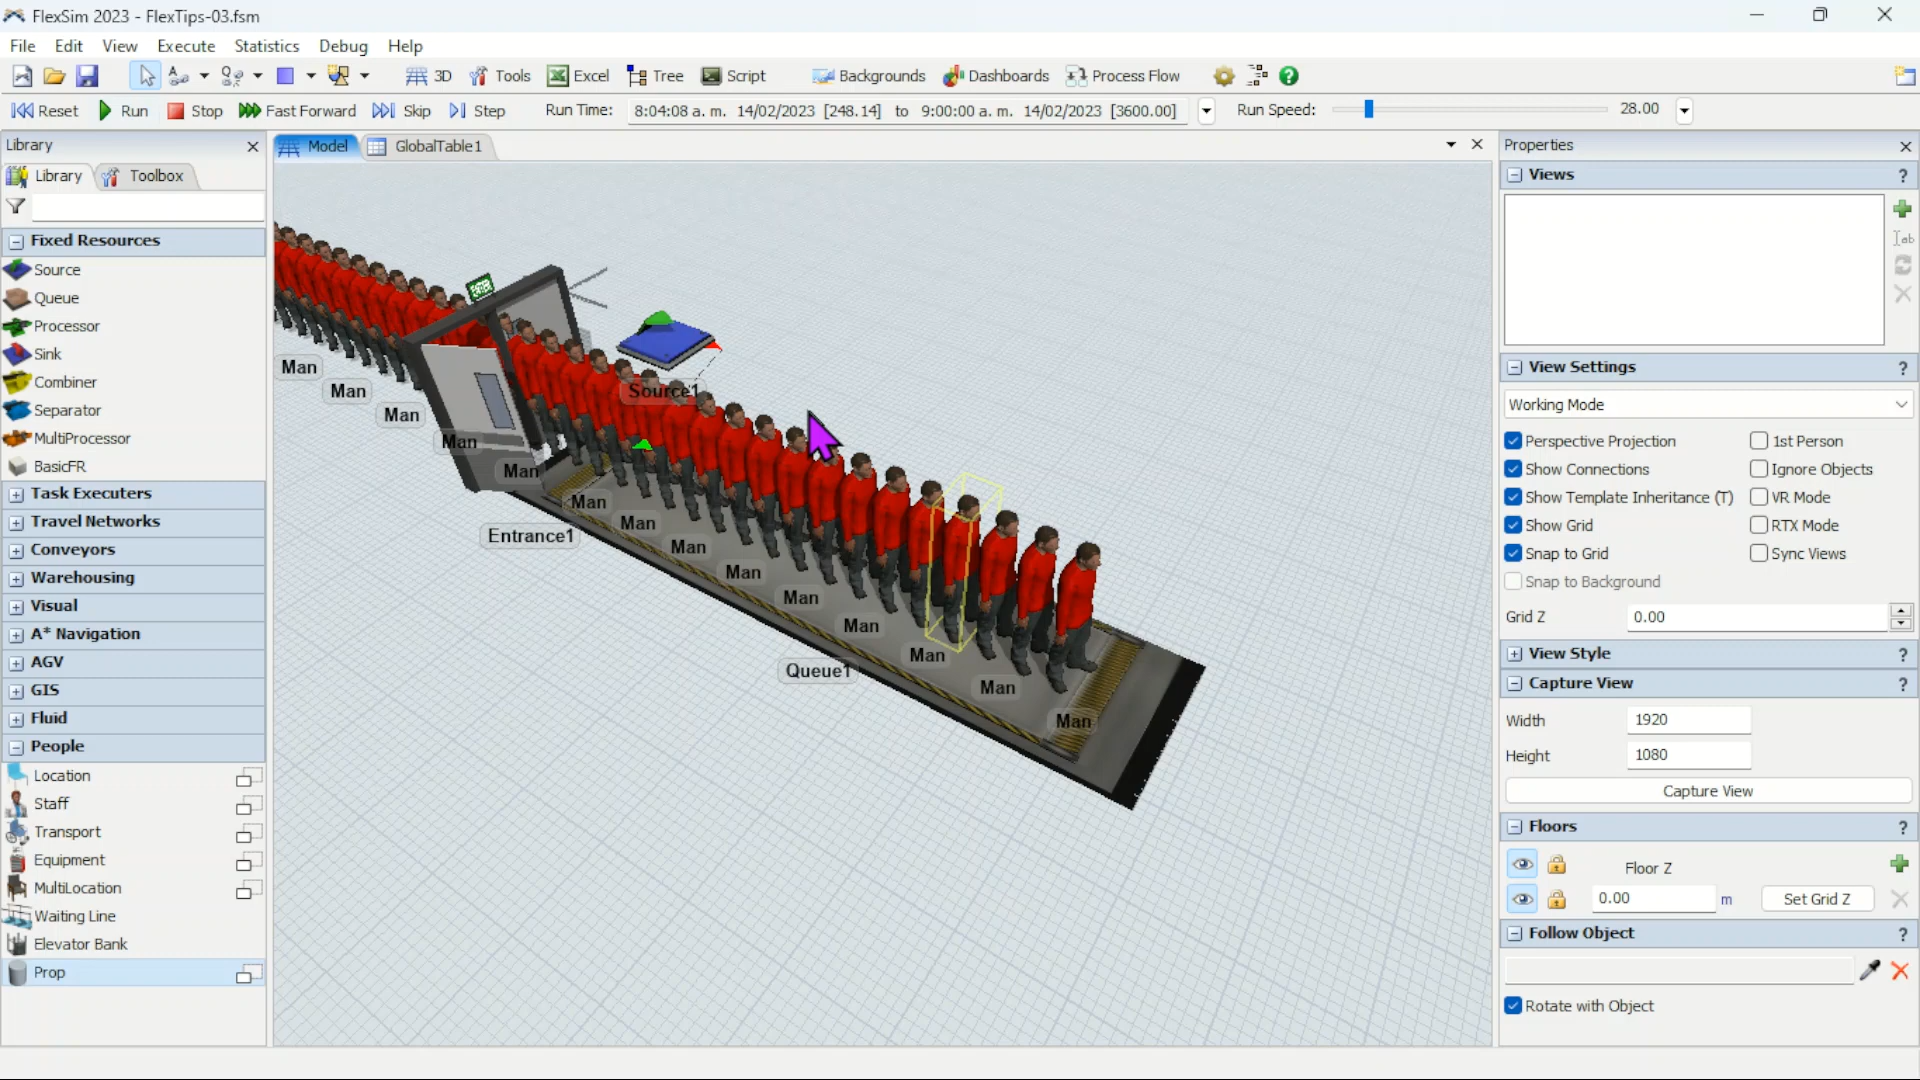 FlexSim 2023 - FlexTips-03.fsm
File Edit View Execute Statistics Debug Help
3D Tools Excel Tree Script Backgrounds Dashboards Process Flow
Reset Run Stop Fast Forward Skip Step Run Time: 8:04:08 a. m. 14/02/2023 [248.14] to 9:00:00 a. m. 14/02/2023 [3600.00] Run Speed: 28.00
Library
Library Toolbox
Fixed Resources
Source
Queue
Processor
Sink
Combiner
Separator
MultiProcessor
BasicFR
Task Executers
Travel Networks
Conveyors
Warehousing
Visual
A* Navigation
AGV
GIS
Fluid
People
Location
Staff
Transport
Equipment
MultiLocation
Waiting Line
Elevator Bank
Prop
Model GlobalTable1
ENTER
Source1
Man
Man
Man
Man
Man
Man
Man
Man
Man
Man
Man
Man
Man
Man
Entrance1
Queue1
Properties
Views
View Settings
Working Mode
Perspective Projection 1st Person
Show Connections Ignore Objects
Show Template Inheritance (T) VR Mode
Show Grid RTX Mode
Snap to Grid Sync Views
Snap to Background
Grid Z 0.00
View Style
Capture View
Width 1920
Height 1080
Capture View
Floors
Floor Z
0.00 m Set Grid Z
Follow Object
Rotate with Object